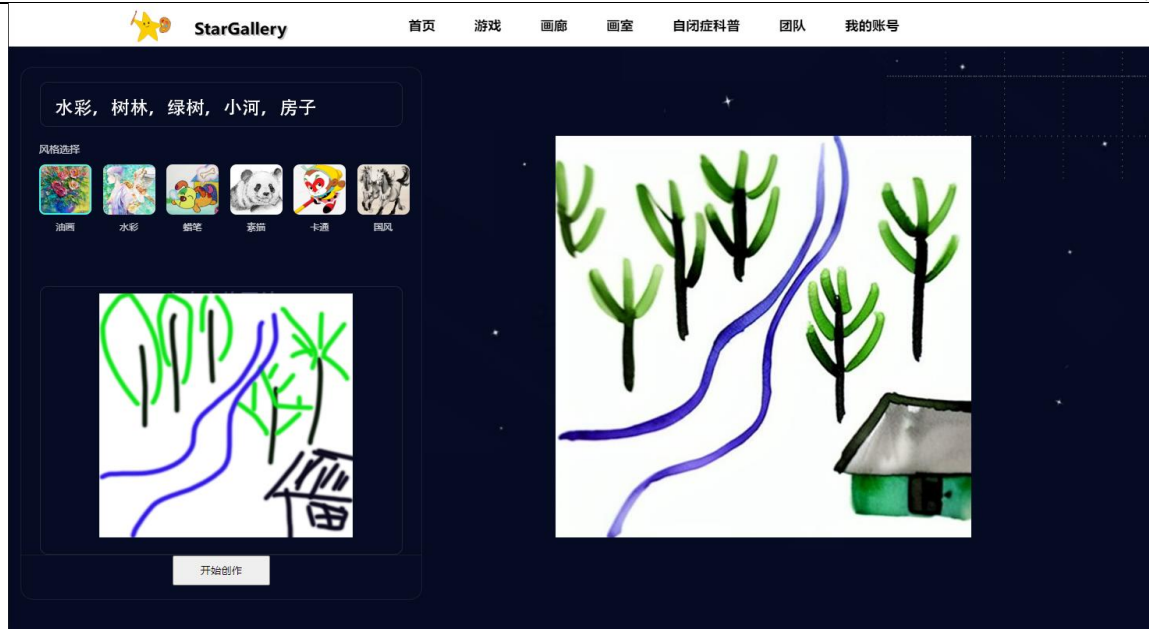 StarGallery 首页 游戏 画廊 画室 自闭症科普 团队 我的账号
水彩, 树林, 绿树, 小河, 房子
风格选择
油画 水彩 蜡笔 素描 卡通 国风
开始创作